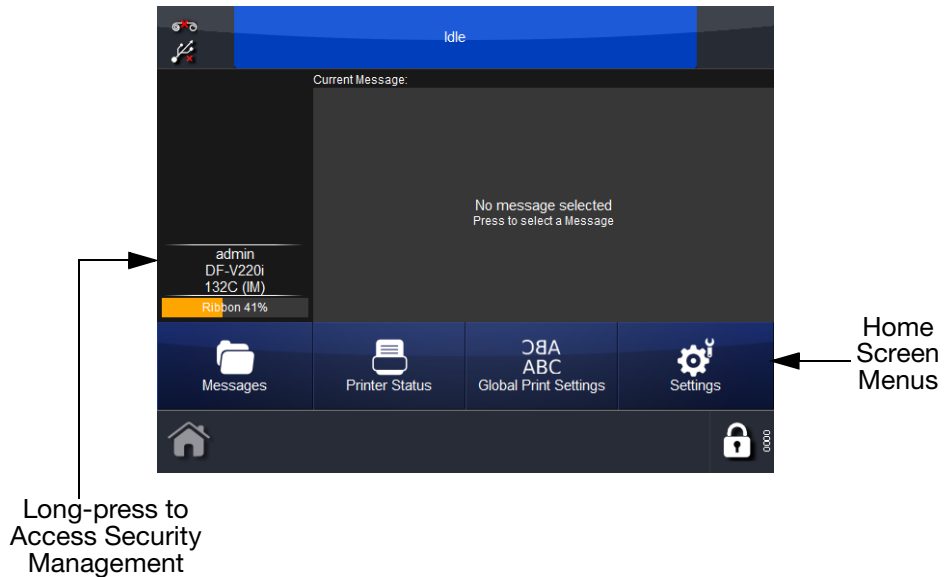 Idle
Current Message:
No message selected
Press to select a Message
admin
DF-V220i
132C (IM)
Ribbon 41%
ABC
ABC
Messages
Printer Status
Global Print Settings
Settings
0000
Home
Screen
Menus
Long-press to
Access Security
Management